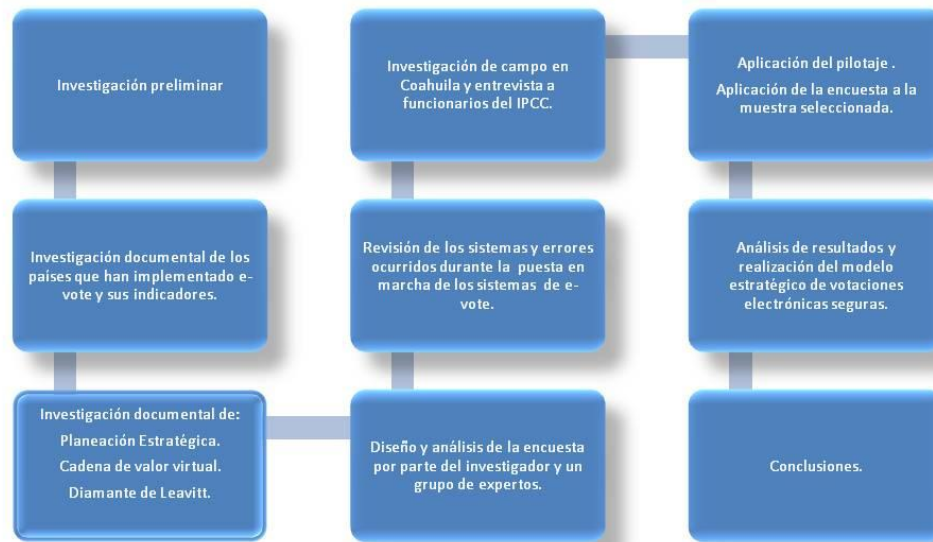 Investigación preliminar
Investigación documental de los
países que han implementado e-
vote y sus indicadores.
Investigación documental de:
Planeación Estratégica.
Cadena de valor virtual.
Diamante de Leavitt.
Diseño y análisis de la encuesta
por parte del investigador y un
grupo de expertos.
Revisión de los sistemas y errores
ocurridos durante la puesta en
marcha de los sistemas de e-
vote.
Investigación de campo en
Coahuila y entrevista a
funcionarios del IPCC.
Aplicación del pilotaje .
Aplicación de la encuesta a la
muestra seleccionada.
Análisis de resultados y
realización del modelo
estratégico de votaciones
electrónicas seguras.
Conclusiones.